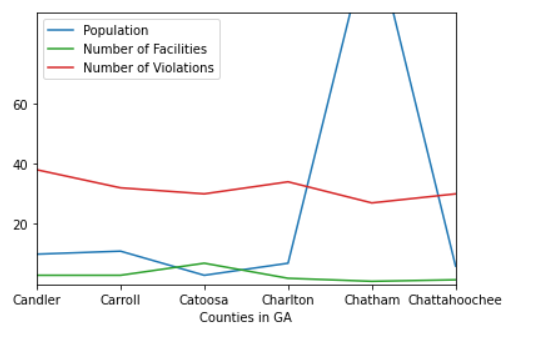 Population
Number of Facilities
Number of Violations
60
40
20
Candler Carroll Catoosa Charlton Chatham Chattahoochee
Counties in GA